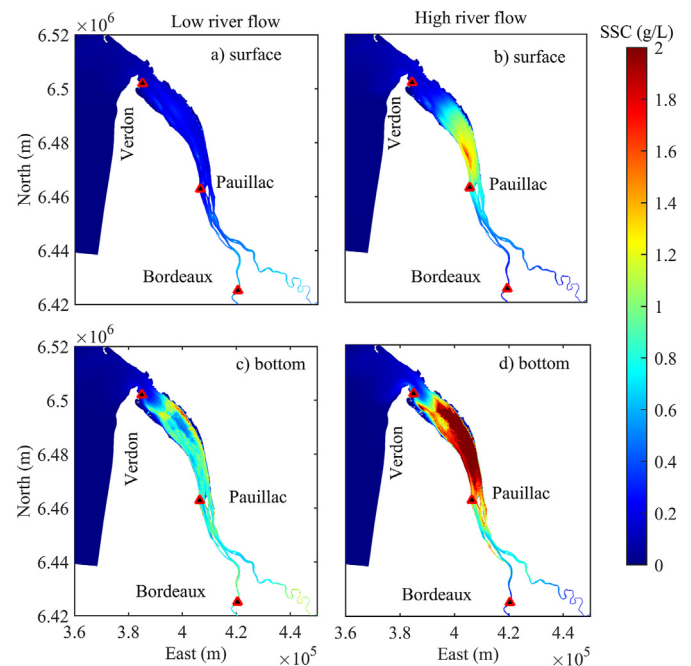 Low river flow
High river flow
SSC (g/L)
× 10⁶
6.52
6.5
6.48
6.46
6.44
6.42
North (m)
a) surface
Verdon
Pauillac
Bordeaux
b) surface
Verdon
Pauillac
Bordeaux
2
1.8
1.6
1.4
1.2
1
0.8
0.6
0.4
0.2
0
× 10⁶
6.52
6.5
6.48
6.46
6.44
6.42
North (m)
c) bottom
Verdon
Pauillac
Bordeaux
3.6
3.8
4
4.2
4.4
East (m)
× 10⁵
d) bottom
Verdon
Pauillac
Bordeaux
3.6
3.8
4
4.2
4.4
East (m)
× 10⁵